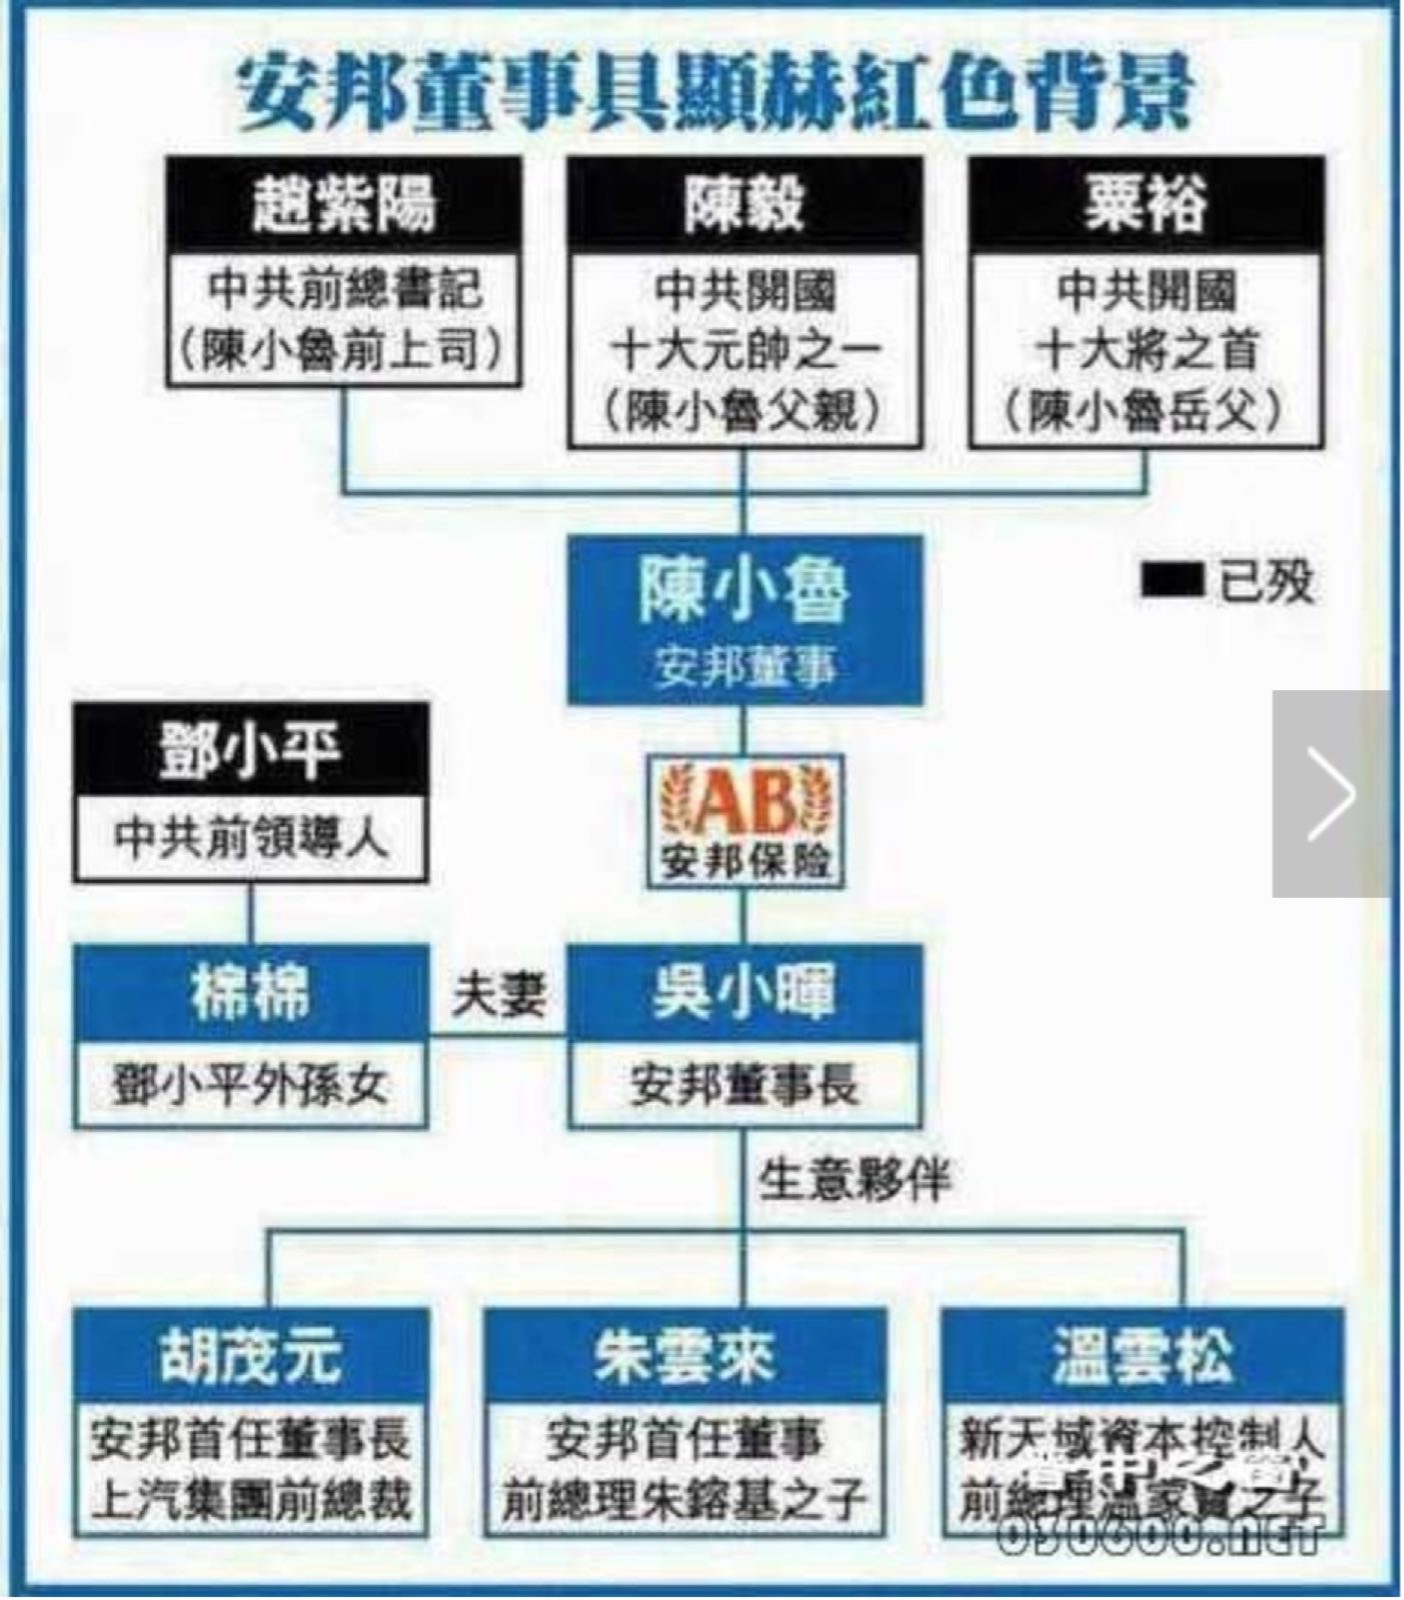 安邦董事具顯赫紅色背景
趙紫陽
中共前總書記
（陳小魯前上司）
陳毅
中共開國
十大元帥之一
（陳小魯父親）
粟裕
中共開國
十大將之首
（陳小魯岳父）
陳小魯
安邦董事
已歿
鄧小平
中共前領導人
AB
安邦保险
棉棉
鄧小平外孫女
夫妻
吳小暉
安邦董事長
生意夥伴
胡茂元
安邦首任董事長
上汽集團前總裁
朱雲來
安邦首任董事
前總理朱鎔基之子
溫雲松
新天域資本控制人
前總理溫家寶之子
030600.net